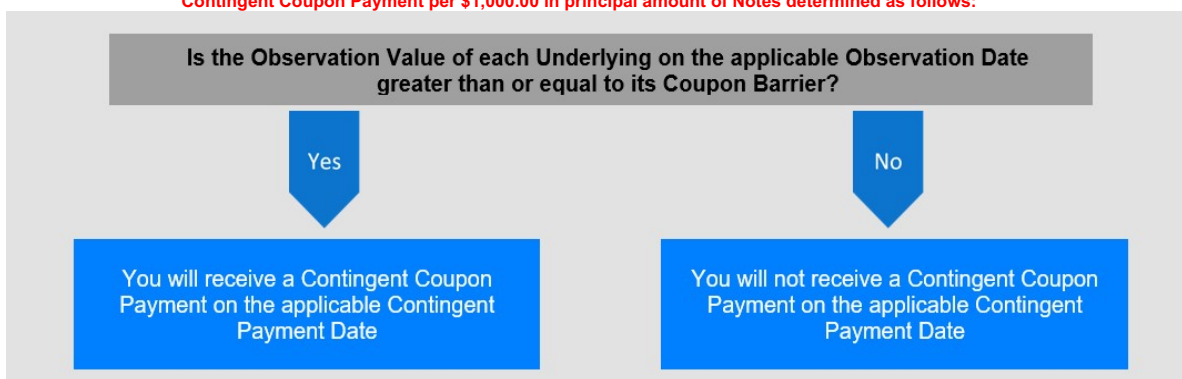 Contingent Coupon Payment per $1,000.00 in principal amount of Notes determined as follows:
Is the Observation Value of each Underlying on the applicable Observation Date
greater than or equal to its Coupon Barrier?
Yes
No
You will receive a Contingent Coupon
Payment on the applicable Contingent
Payment Date
You will not receive a Contingent Coupon
Payment on the applicable Contingent
Payment Date